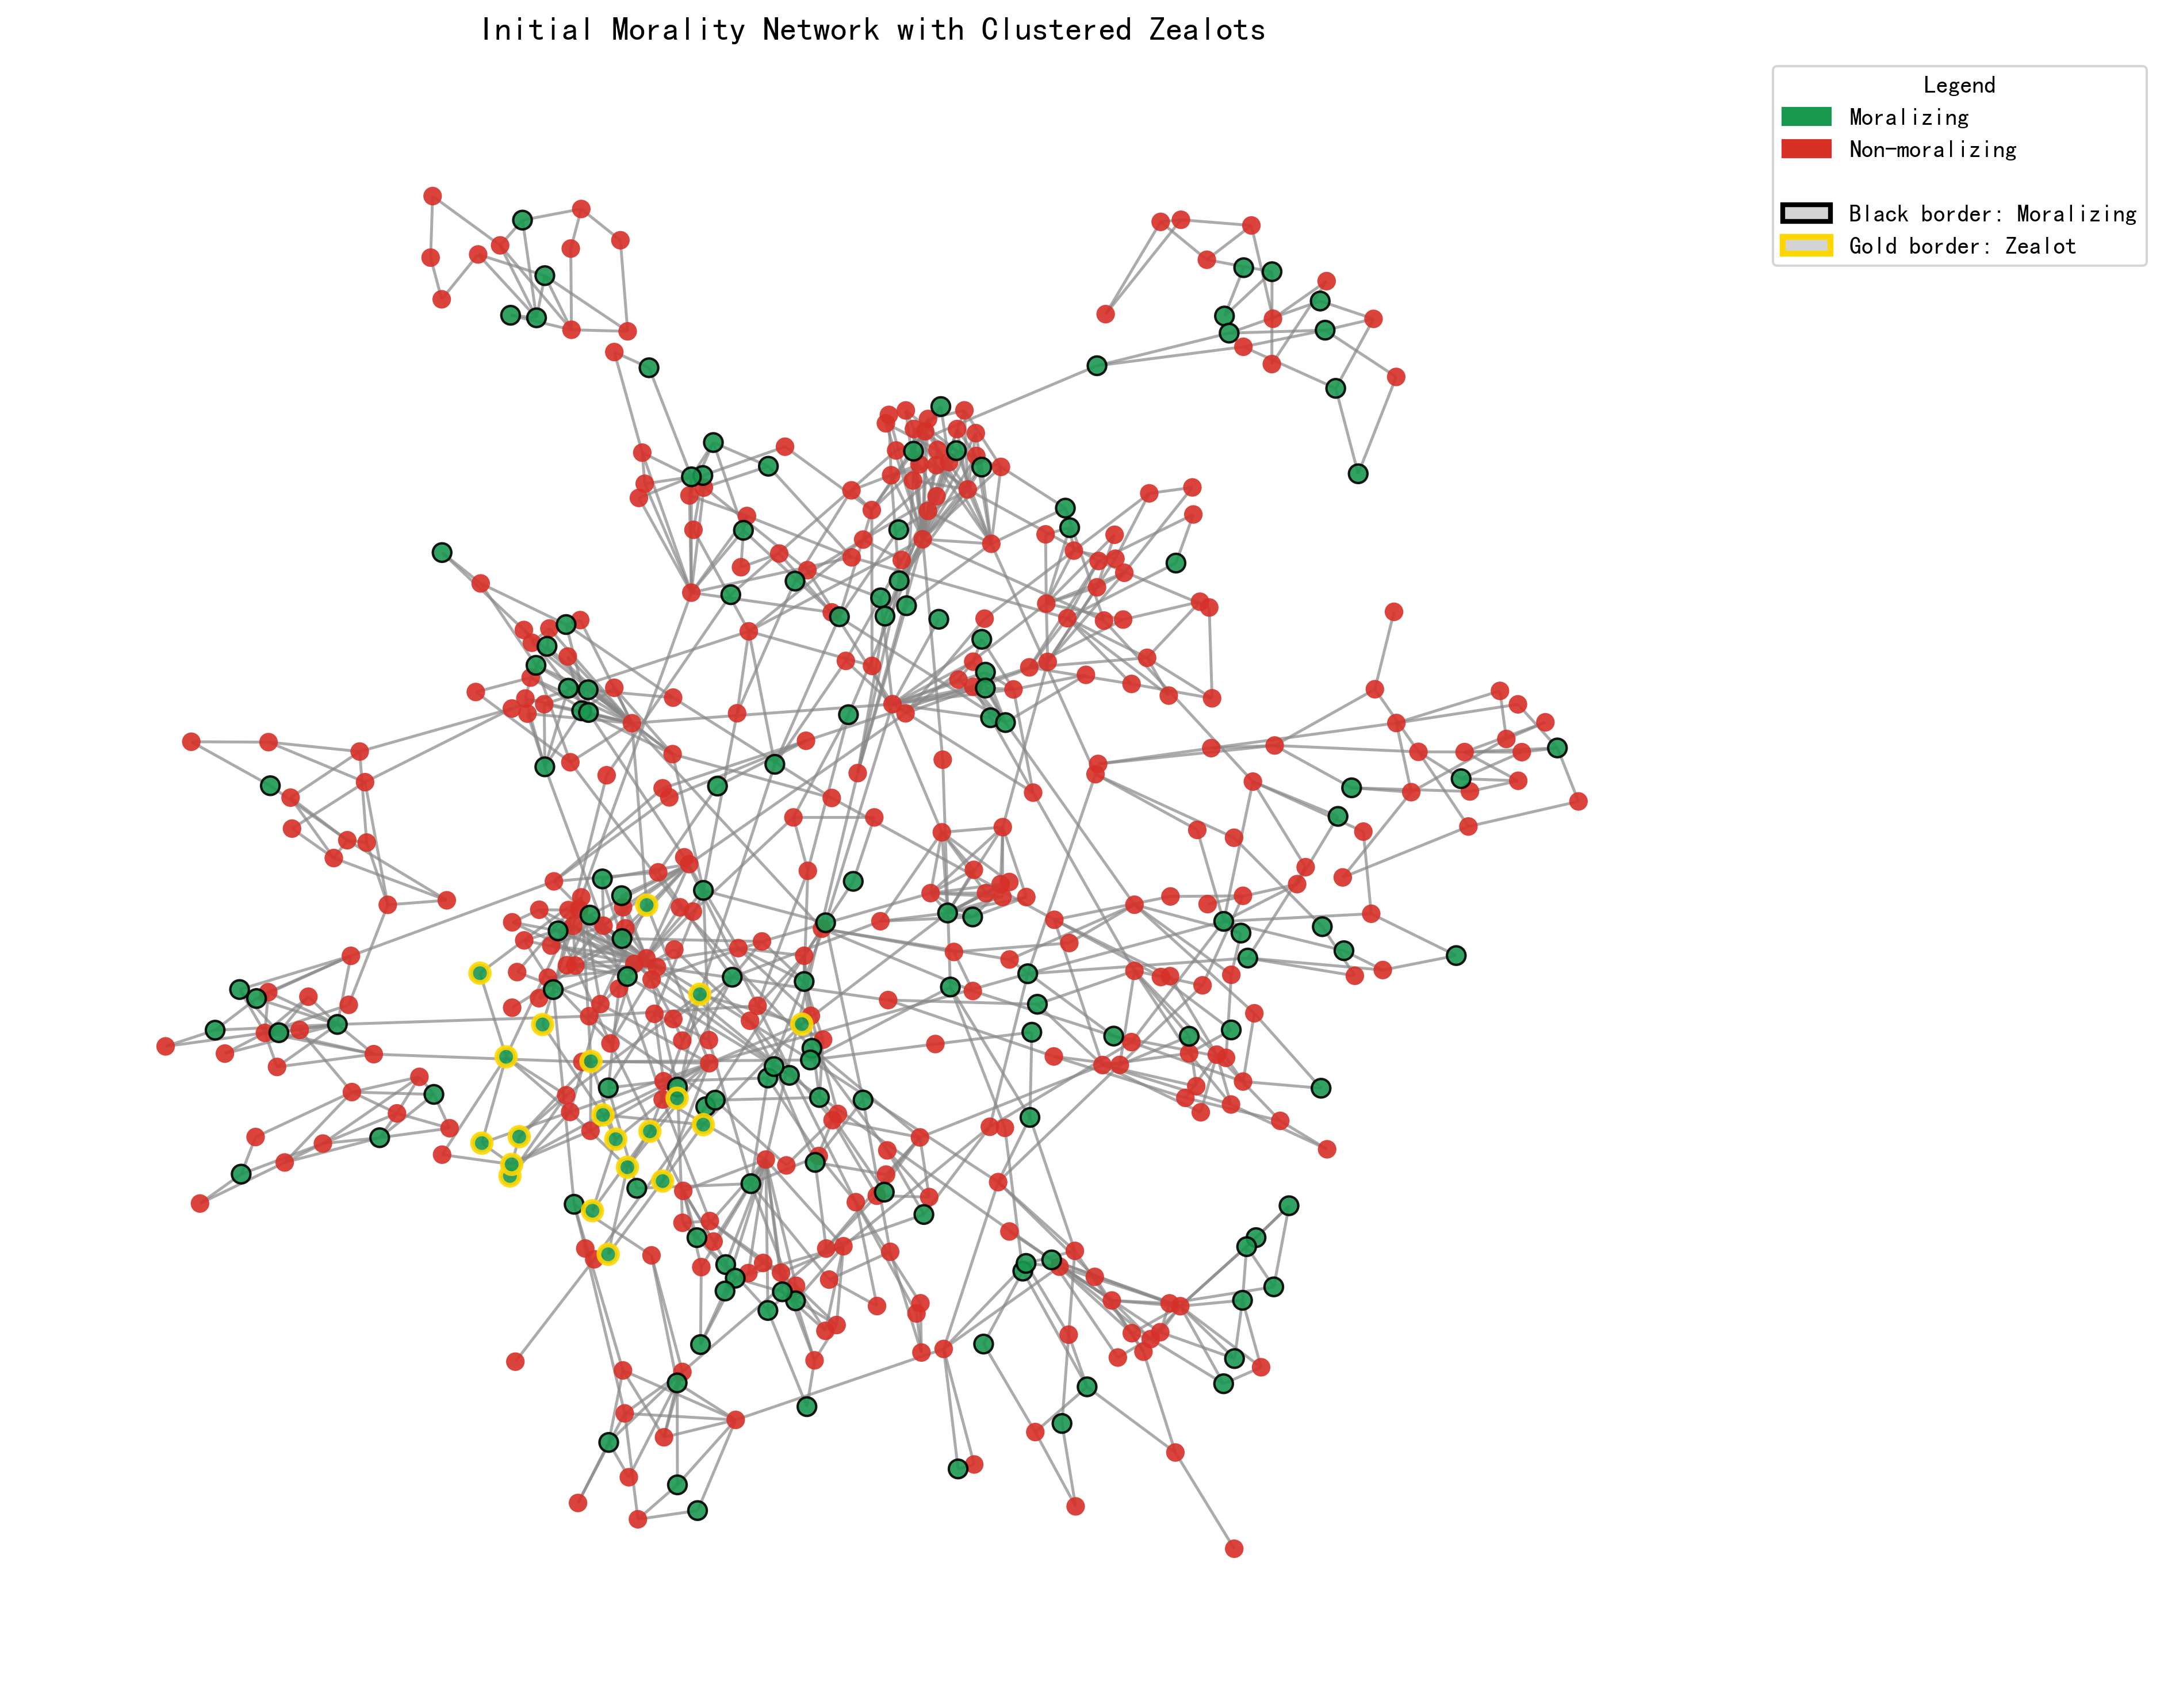 Initial Morality Network with Clustered Zealots
Legend
Moralizing
Non-moralizing
Black border: Moralizing
Gold border: Zealot